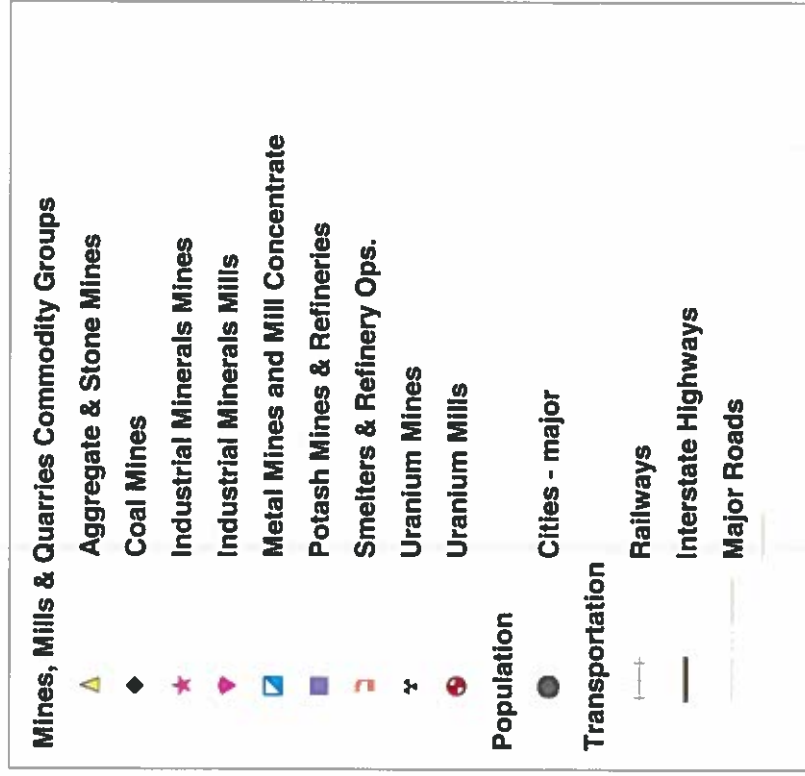 Mines, Mills & Quarries Commodity Groups
Aggregate & Stone Mines
Coal Mines
Industrial Minerals Mines
Industrial Minerals Mills
Metal Mines and Mill Concentrate
Potash Mines & Refineries
Smelters & Refinery Ops.
Uranium Mines
Uranium Mills
Population
Cities - major
Transportation
Railways
Interstate Highways
Major Roads